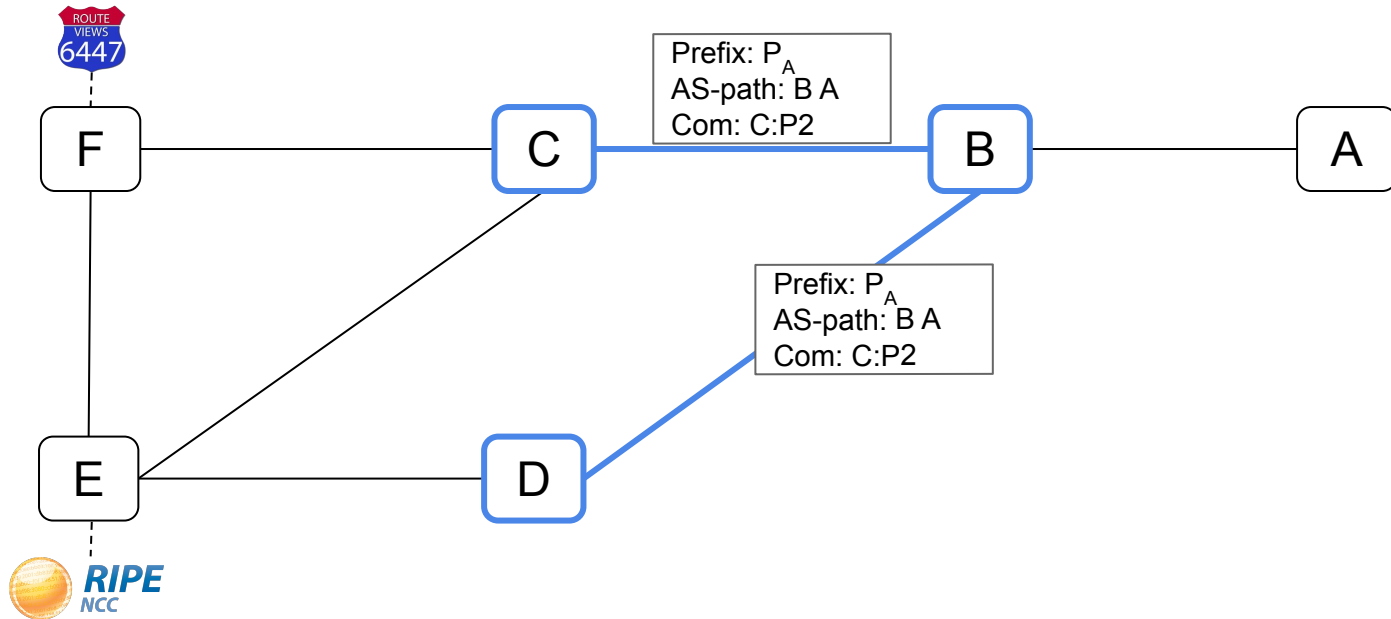 ROUTE
VIEWS
6447
Prefix: PA
AS-path: B A
Com: C:P2
F
C
B
A
Prefix: PA
AS-path: B A
Com: C:P2
E
D
RIPE
NCC